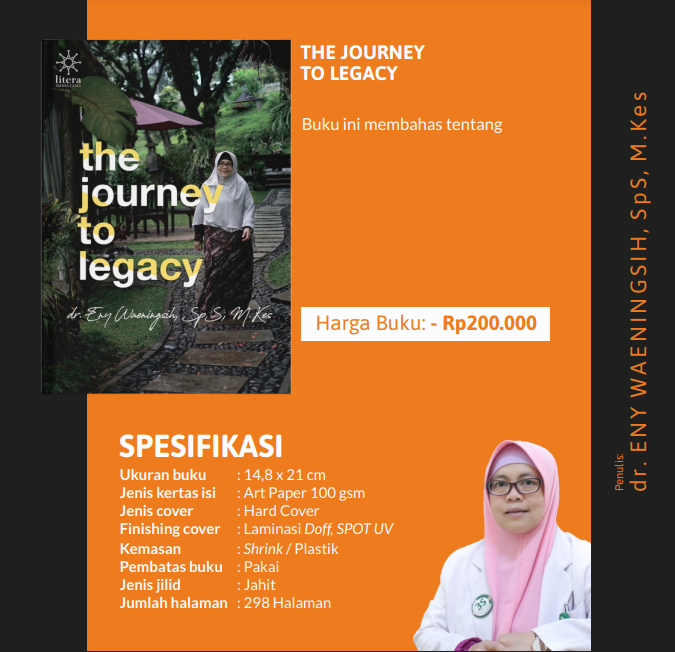 litera
the
journey
to
legacy
dr. Eny Waeningsih, Sp.S, M.Kes
THE JOURNEY
TO LEGACY
Buku ini membahas tentang
Harga Buku: - Rp200.000
SPESIFIKASI
Ukuran buku : 14,8 x 21 cm
Jenis kertas isi : Art Paper 100 gsm
Jenis cover : Hard Cover
Finishing cover : Laminasi Doff, SPOT UV
Kemasan : Shrink / Plastik
Pembatas buku : Pakai
Jenis jilid : Jahit
Jumlah halaman : 298 Halaman
Penulis:
dr. ENY WAENINGSIH, SpS, M.Kes